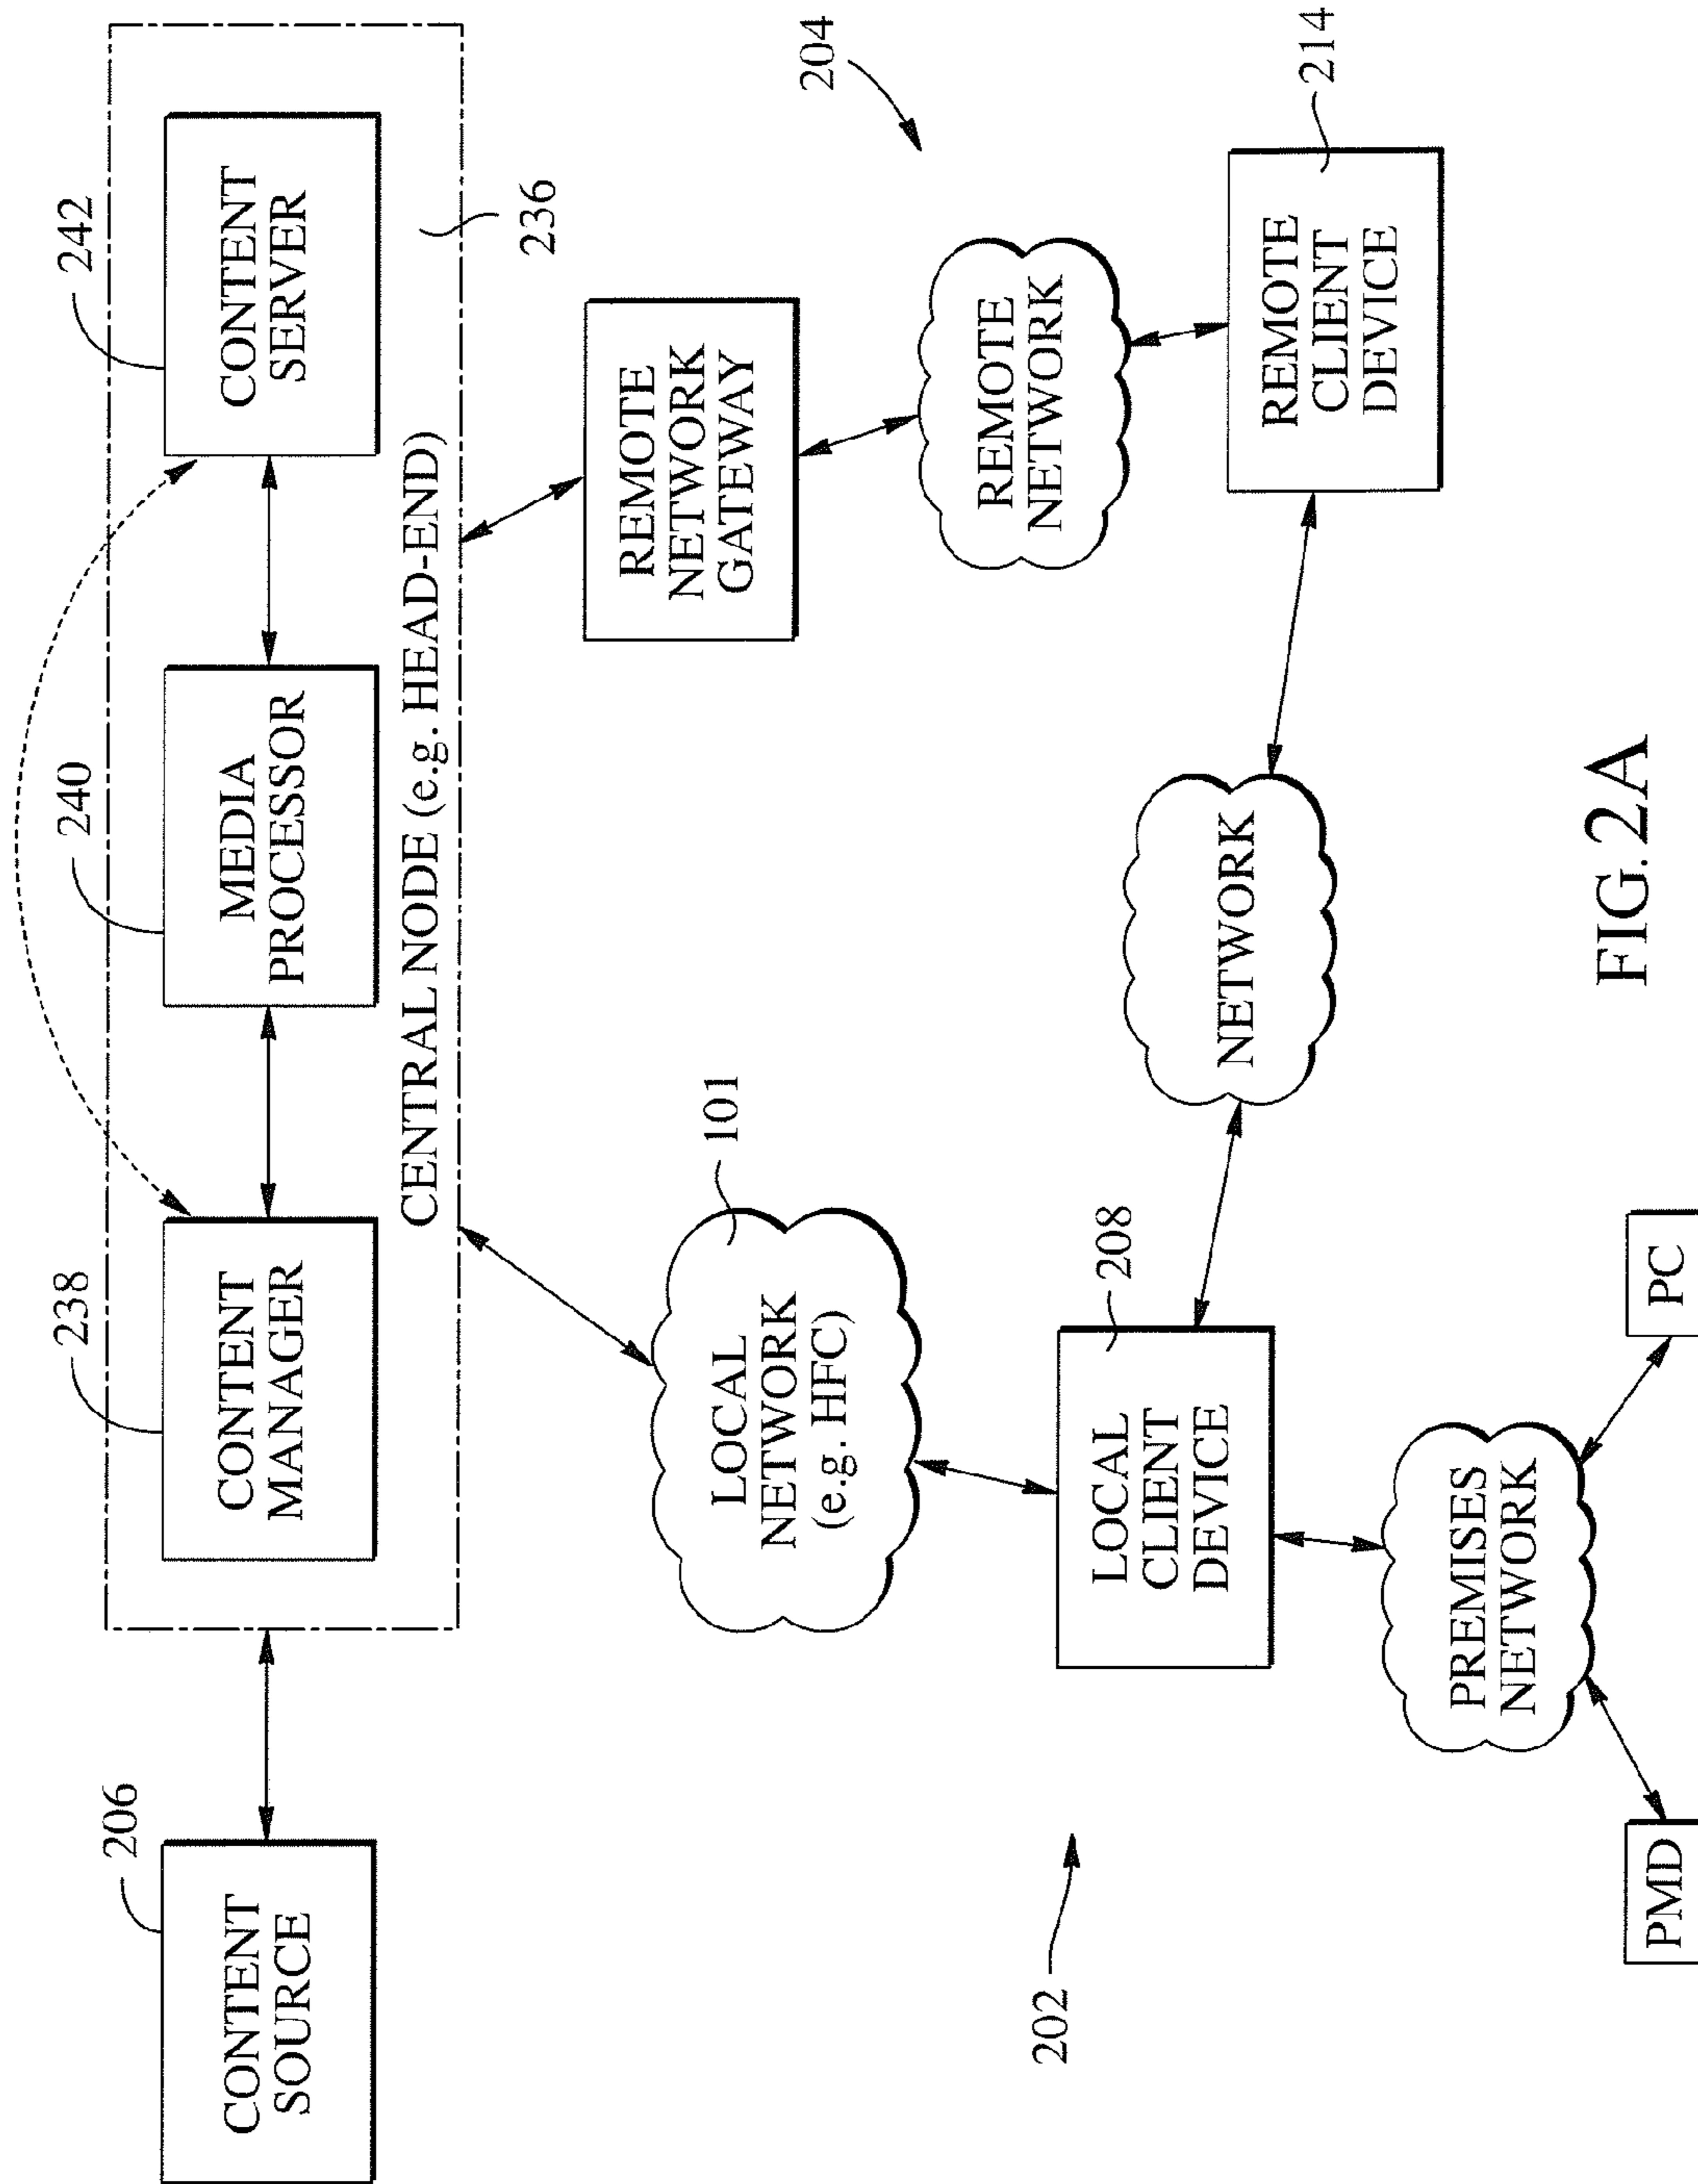 206
CONTENT
SOURCE
238
CONTENT
MANAGER
240
MEDIA
PROCESSOR
242
CONTENT
SERVER
CENTRAL NODE (e.g. HEAD-END)
236
LOCAL
NETWORK
(e.g. HFC)
101
REMOTE
NETWORK
GATEWAY
204
REMOTE
NETWORK
202
LOCAL
CLIENT
DEVICE
208
NETWORK
REMOTE
CLIENT
DEVICE
214
PREMISES
NETWORK
PMD
PC
FIG. 2A